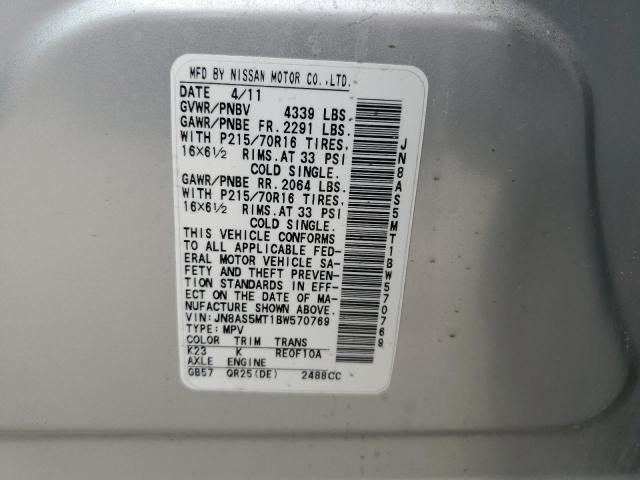 MFD BY NISSAN MOTOR CO.,LTD.
DATE 4/11
GVWR/PNBV 4339 LBS.
GAWR/PNBE FR. 2291 LBS.
WITH P215/70R16 TIRES,
16X6½ RIMS.AT 33 PSI
COLD SINGLE.
GAWR/PNBE RR. 2064 LBS.
WITH P215/70R16 TIRES,
16X6½ RIMS.AT 33 PSI
COLD SINGLE.
THIS VEHICLE CONFORMS
TO ALL APPLICABLE FED-
ERAL MOTOR VEHICLE SA-
FETY AND THEFT PREVEN-
TION STANDARDS IN EFF-
ECT ON THE DATE OF MA-
NUFACTURE SHOWN ABOVE.
VIN: JN8AS5MT1BW570769
TYPE: MPV
COLOR TRIM TRANS
K23 K RE0F10A
AXLE ENGINE
GB57 QR25(DE) 2488CC
JN8AS5MT1BW570769